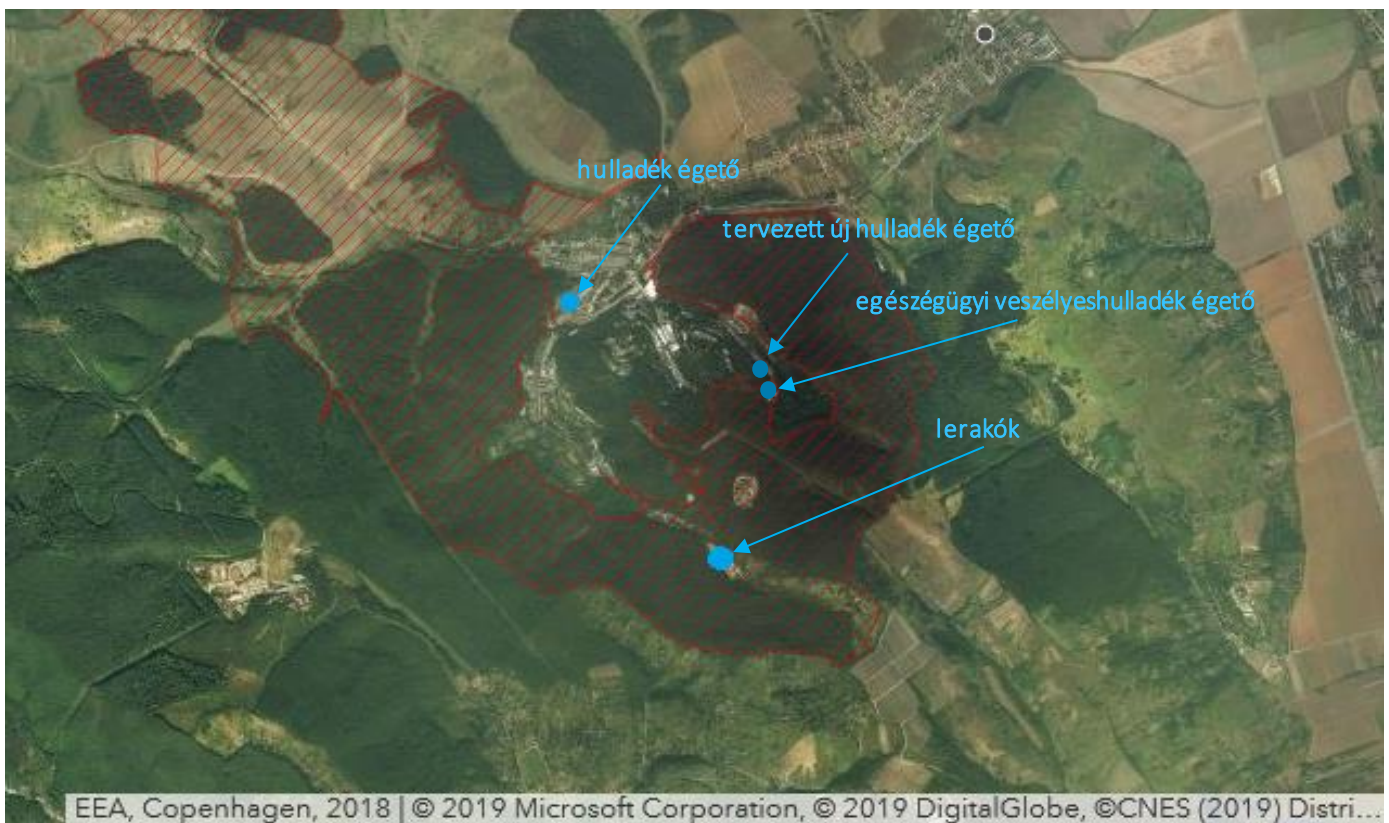 hulladék égető
tervezett új hulladék égető
egészégügyi veszélyeshulladék égető
lerakók
EEA, Copenhagen, 2018 | © 2019 Microsoft Corporation, © 2019 DigitalGlobe, ©CNES (2019) Distri...